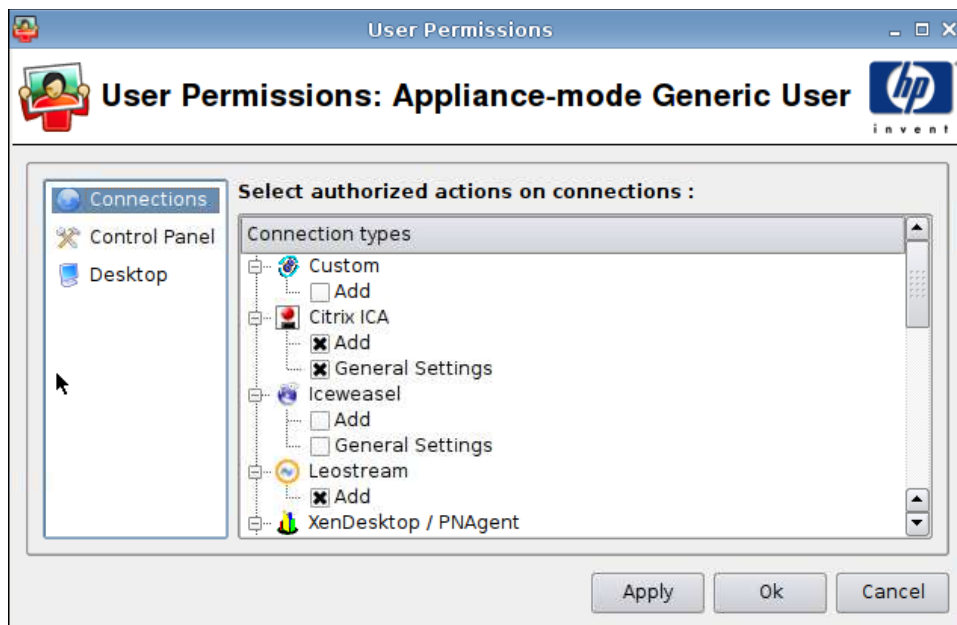 User Permissions
User Permissions: Appliance-mode Generic User
hp
invent
Connections
Control Panel
Desktop
Select authorized actions on connections :
Connection types
Custom
Add
Citrix ICA
Add
General Settings
Iceweasel
Add
General Settings
Leostream
Add
XenDesktop / PNAgent
Apply
Ok
Cancel